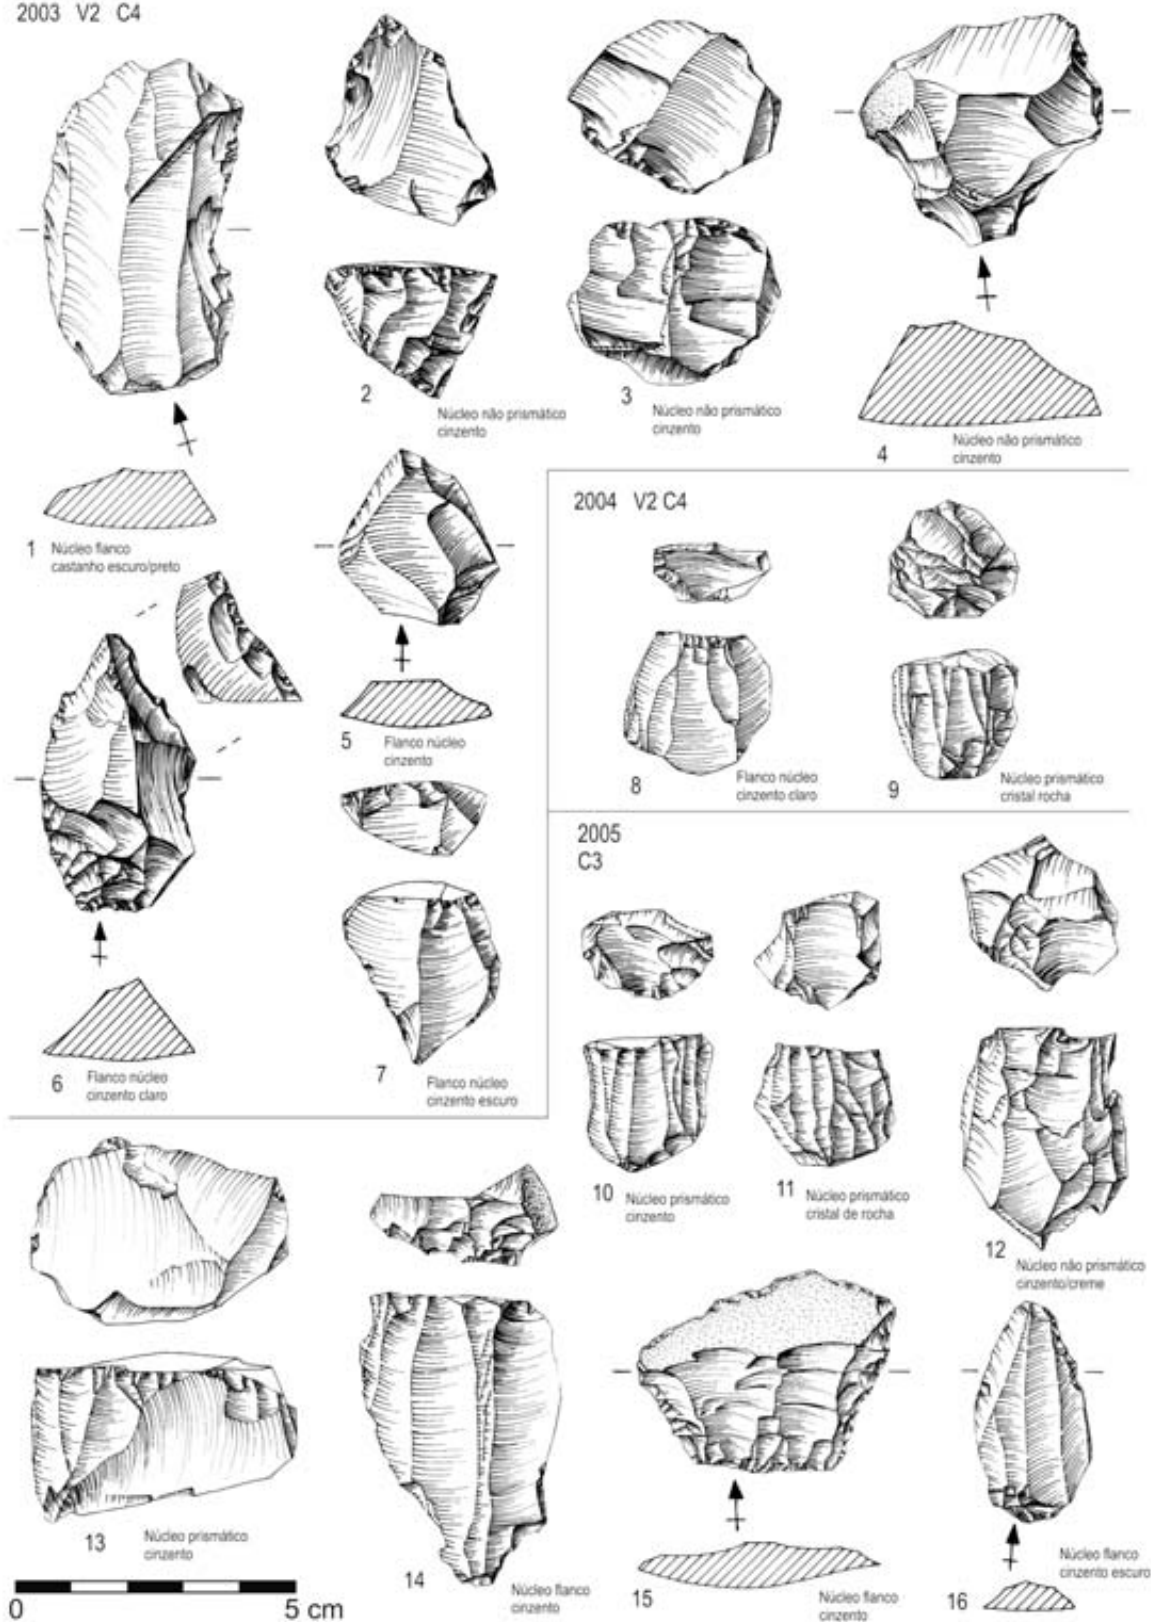 2003 V2 C4
1 Núcleo flanco
castanho escuro/preto
2 Núcleo não prismático
cinzento
3 Núcleo não prismático
cinzento
4 Núcleo não prismático
cinzento
5 Flanco núcleo
cinzento
6 Flanco núcleo
cinzento claro
7 Flanco núcleo
cinzento escuro
2004 V2 C4
8 Flanco núcleo
cinzento claro
9 Núcleo prismático
cristal rocha
2005
C3
10 Núcleo prismático
cinzento
11 Núcleo prismático
cristal de rocha
12 Núcleo não prismático
cinzento/creme
13 Núcleo prismático
cinzento
14 Núcleo flanco
cinzento
15 Núcleo flanco
cinzento
16 Núcleo flanco
cinzento escuro
0 5 cm